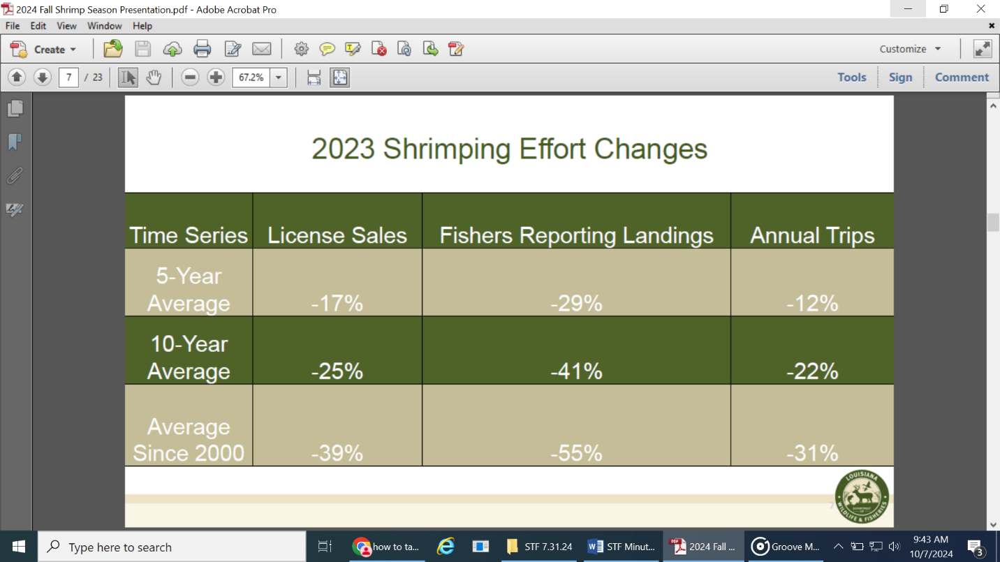 2024 Fall Shrimp Season Presentation.pdf - Adobe Acrobat Pro
File Edit View Window Help
Create
Customize
7 / 23
67.2%
Tools Sign Comment
2023 Shrimping Effort Changes
Time Series License Sales Fishers Reporting Landings Annual Trips
5-Year
Average -17% -29% -12%
10-Year
Average -25% -41% -22%
Average
Since 2000 -39% -55% -31%
7
LOUISIANA
DEPARTMENT
OF
WILDLIFE & FISHERIES
Type here to search
how to ta...
STF 7.31.24
STF Minut...
2024 Fall ...
Groove M...
9:43 AM
10/7/2024
3